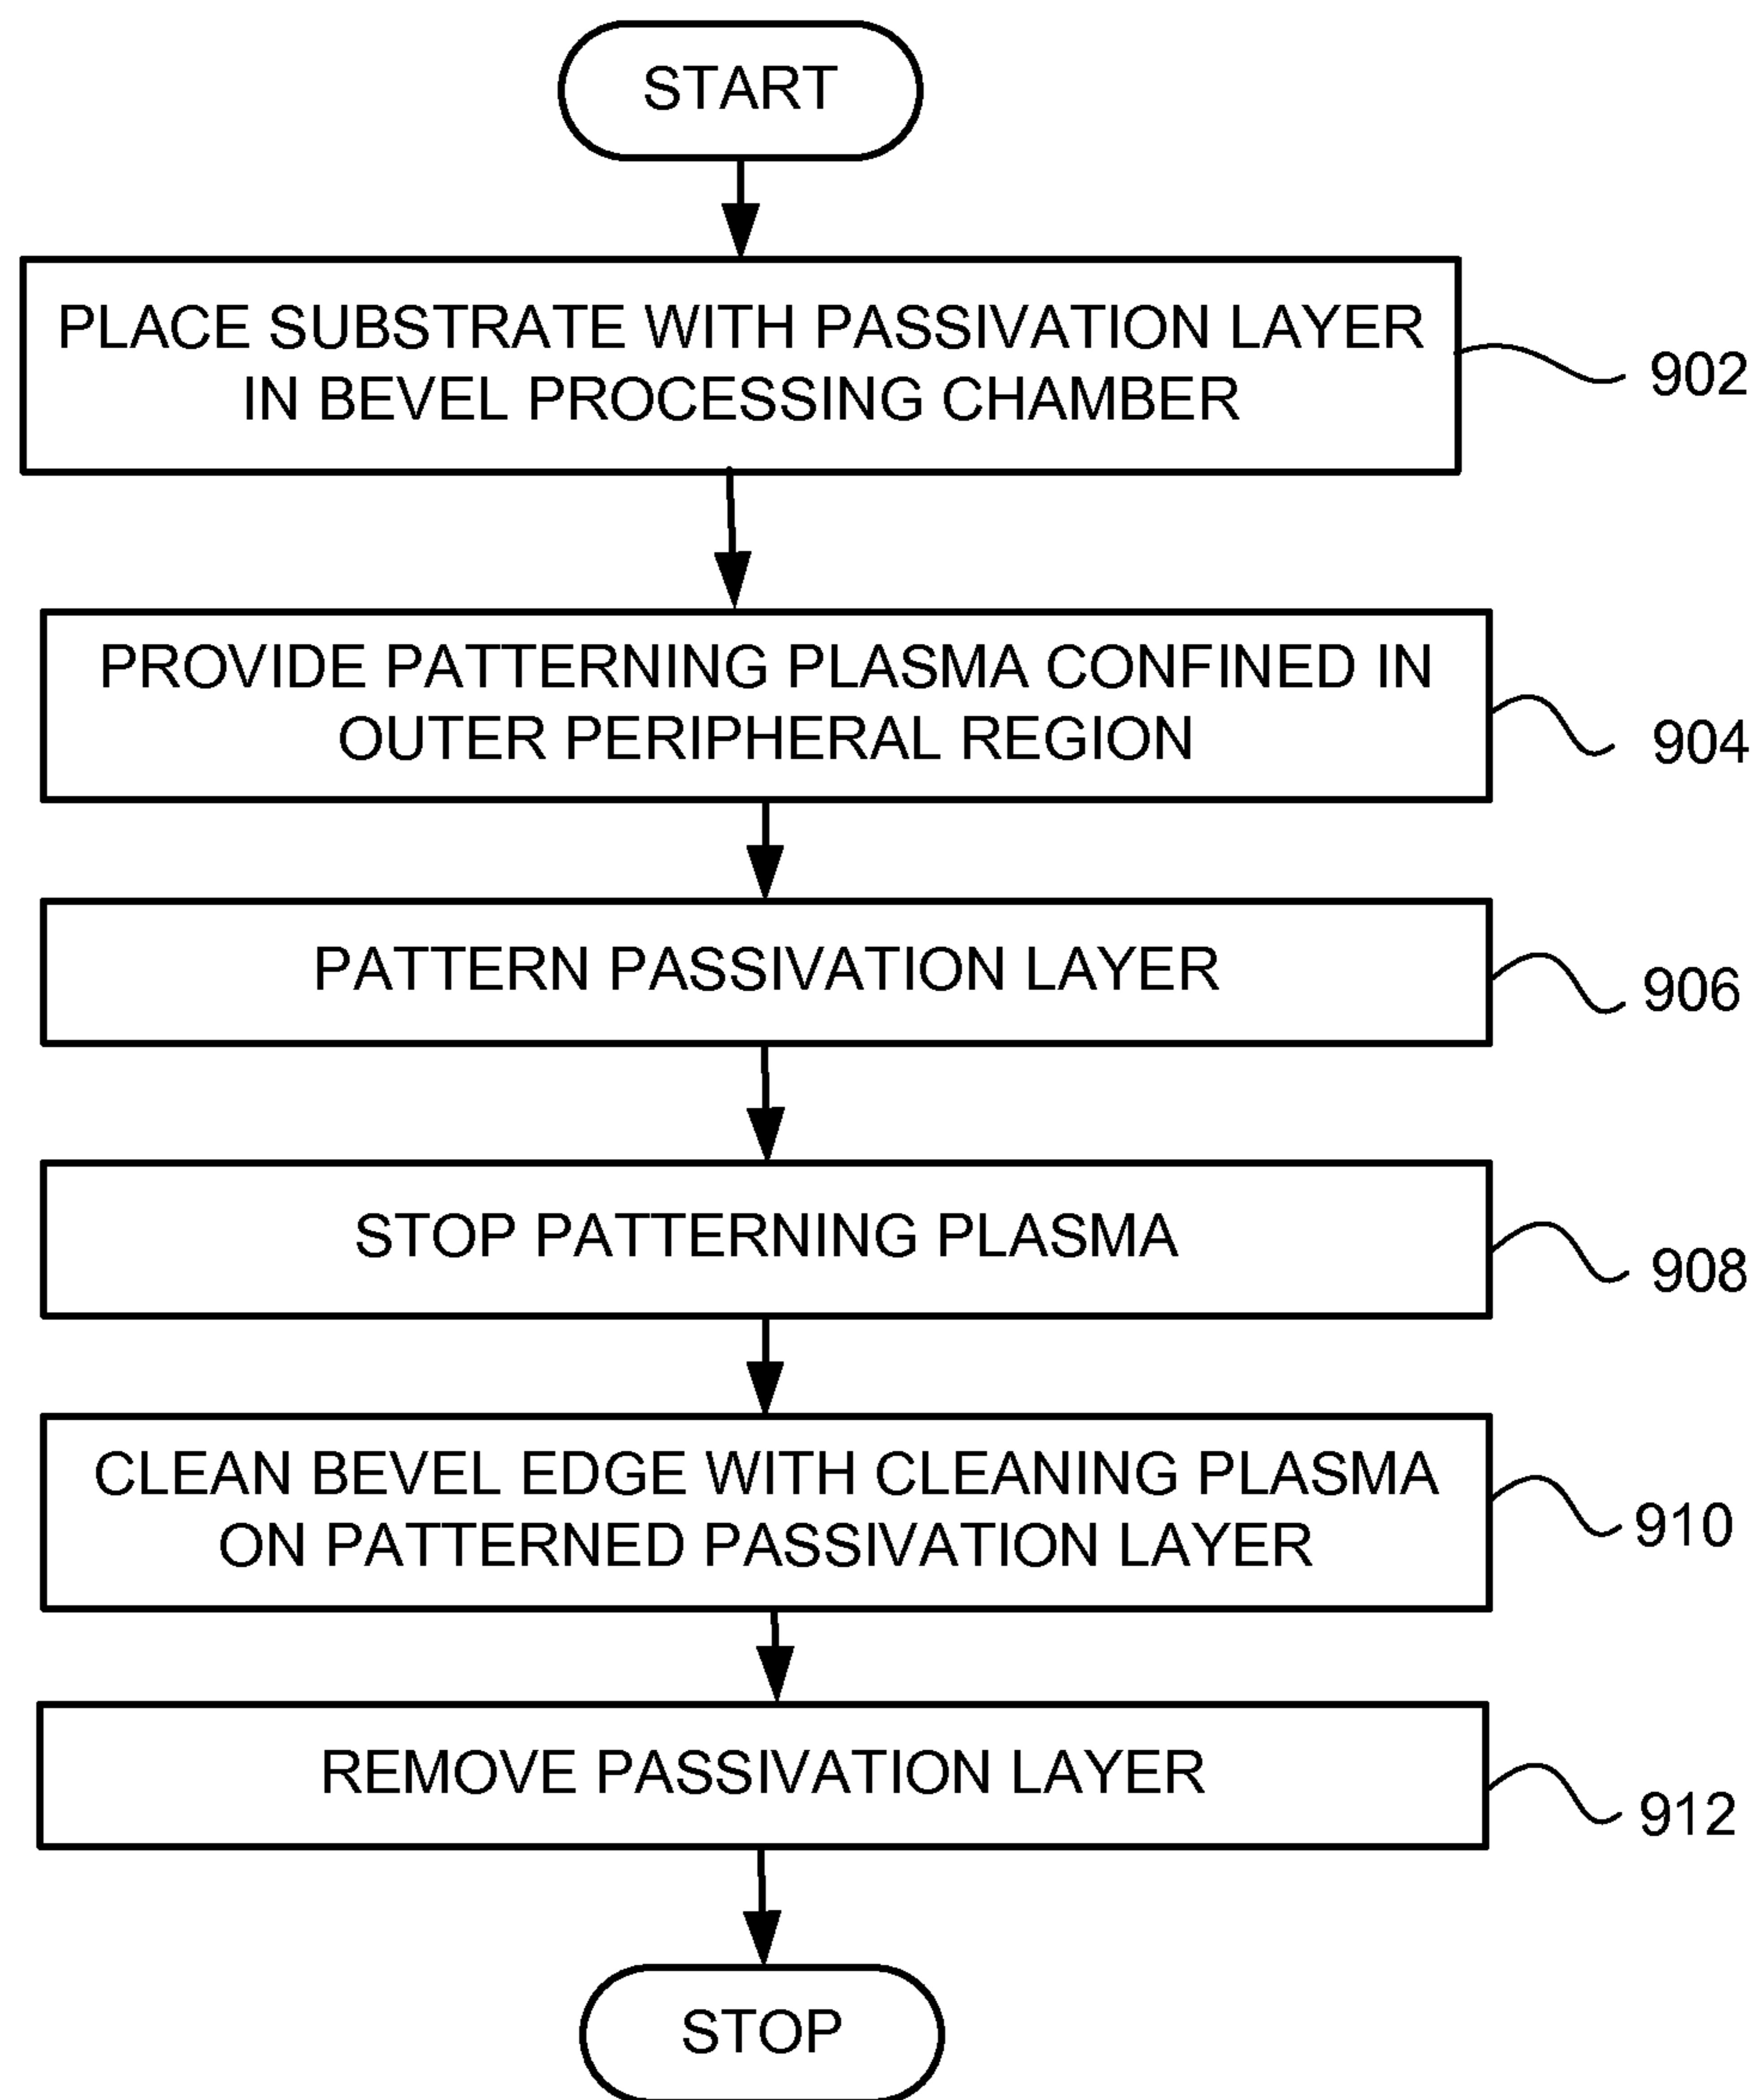 START
PLACE SUBSTRATE WITH PASSIVATION LAYER
IN BEVEL PROCESSING CHAMBER
902
PROVIDE PATTERNING PLASMA CONFINED IN
OUTER PERIPHERAL REGION
904
PATTERN PASSIVATION LAYER
906
STOP PATTERNING PLASMA
908
CLEAN BEVEL EDGE WITH CLEANING PLASMA
ON PATTERNED PASSIVATION LAYER
910
REMOVE PASSIVATION LAYER
912
STOP